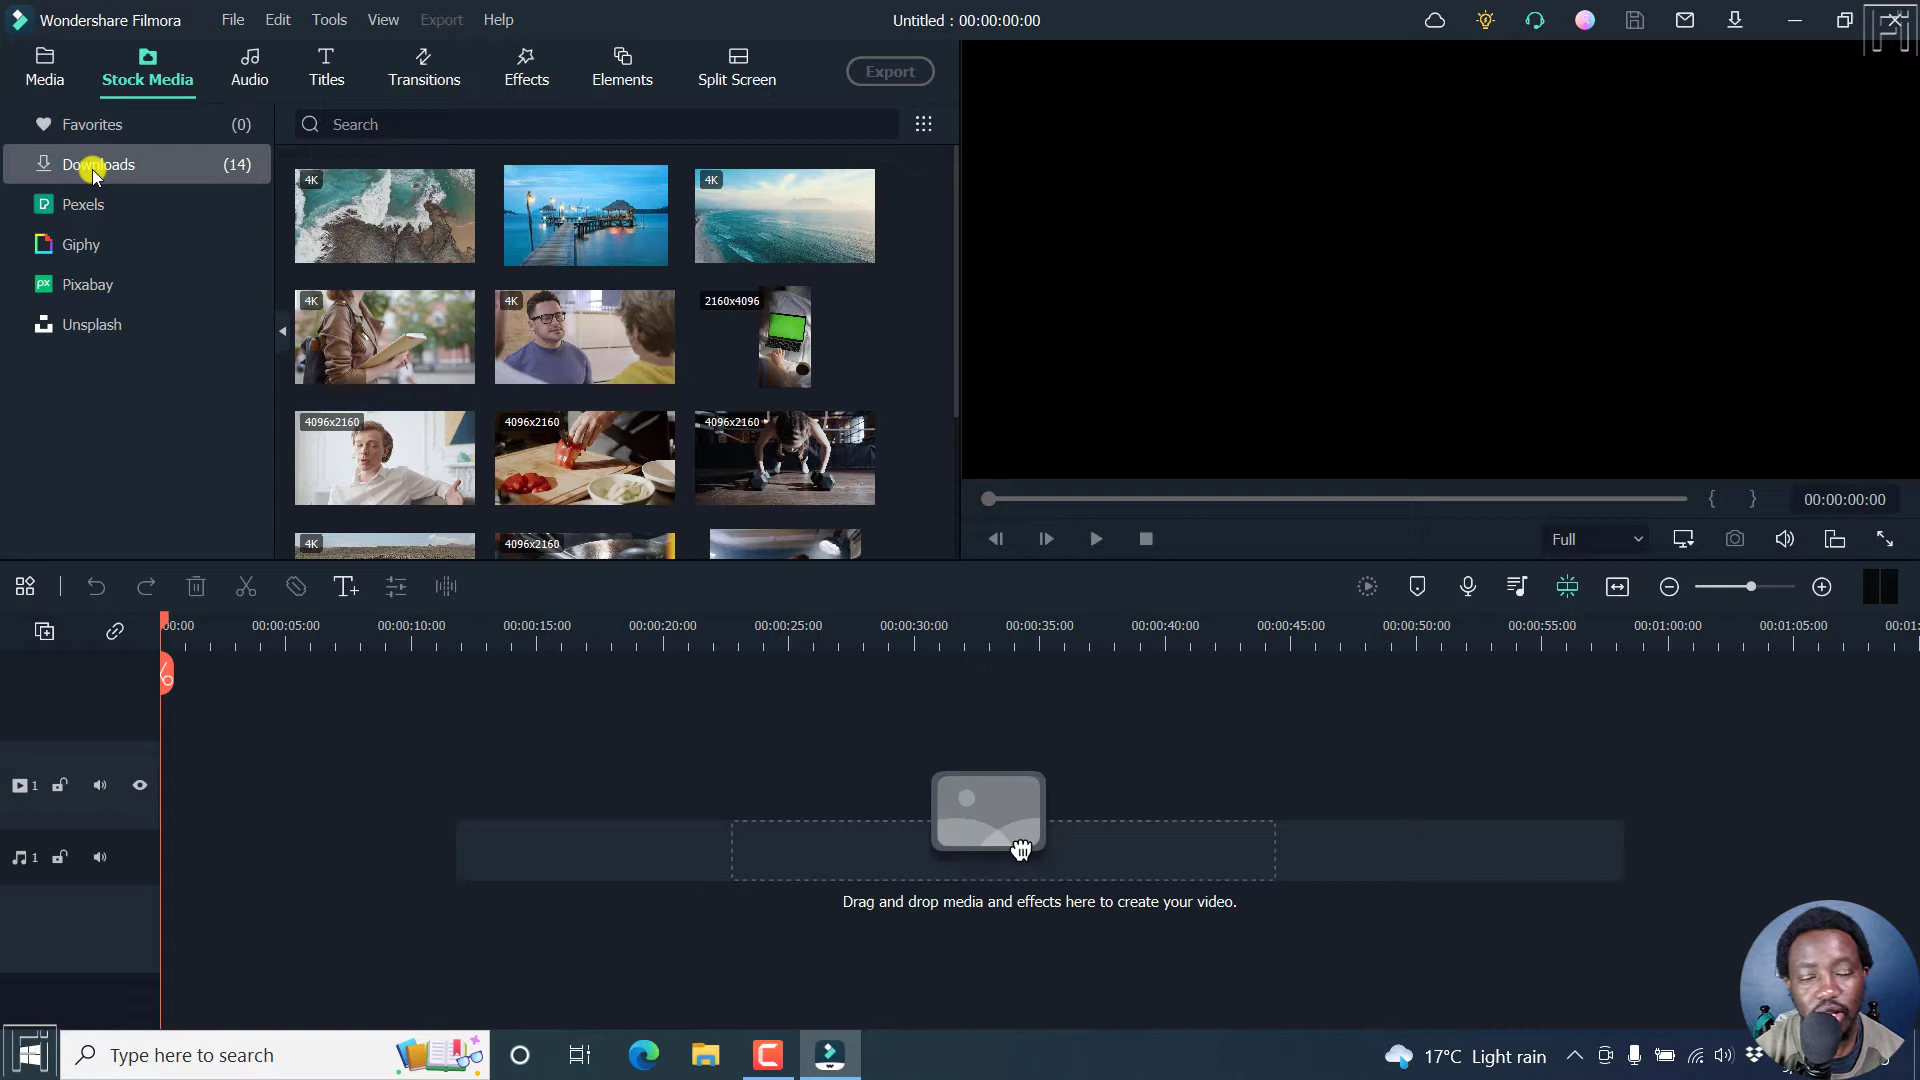 Wondershare Filmora File Edit Tools View Export Help Untitled : 00:00:00:00
Media Stock Media Audio Titles Transitions Effects Elements Split Screen Export
Favorites (0)
Downloads (14)
Pexels
Giphy
Pixabay
Unsplash
Search
4K 4K
4K 4K 2160x4096
4096x2160 4096x2160 4096x2160
4K 4096x2160
{ } 00:00:00:00
Full
00:00 00:00:05:00 00:00:10:00 00:00:15:00 00:00:20:00 00:00:25:00 00:00:30:00 00:00:35:00 00:00:40:00 00:00:45:00 00:00:50:00 00:00:55:00 00:01:00:00 00:01:05:00 00:01:
1
1
Drag and drop media and effects here to create your video.
Type here to search
17°C Light rain